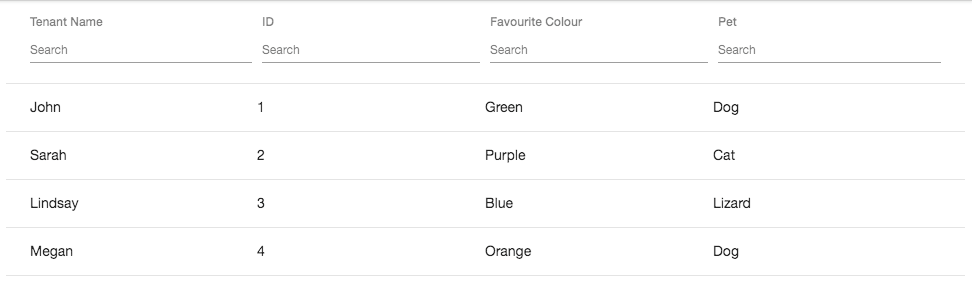 Tenant Name ID Favourite Colour Pet
Search Search Search Search
John 1 Green Dog
Sarah 2 Purple Cat
Lindsay 3 Blue Lizard
Megan 4 Orange Dog